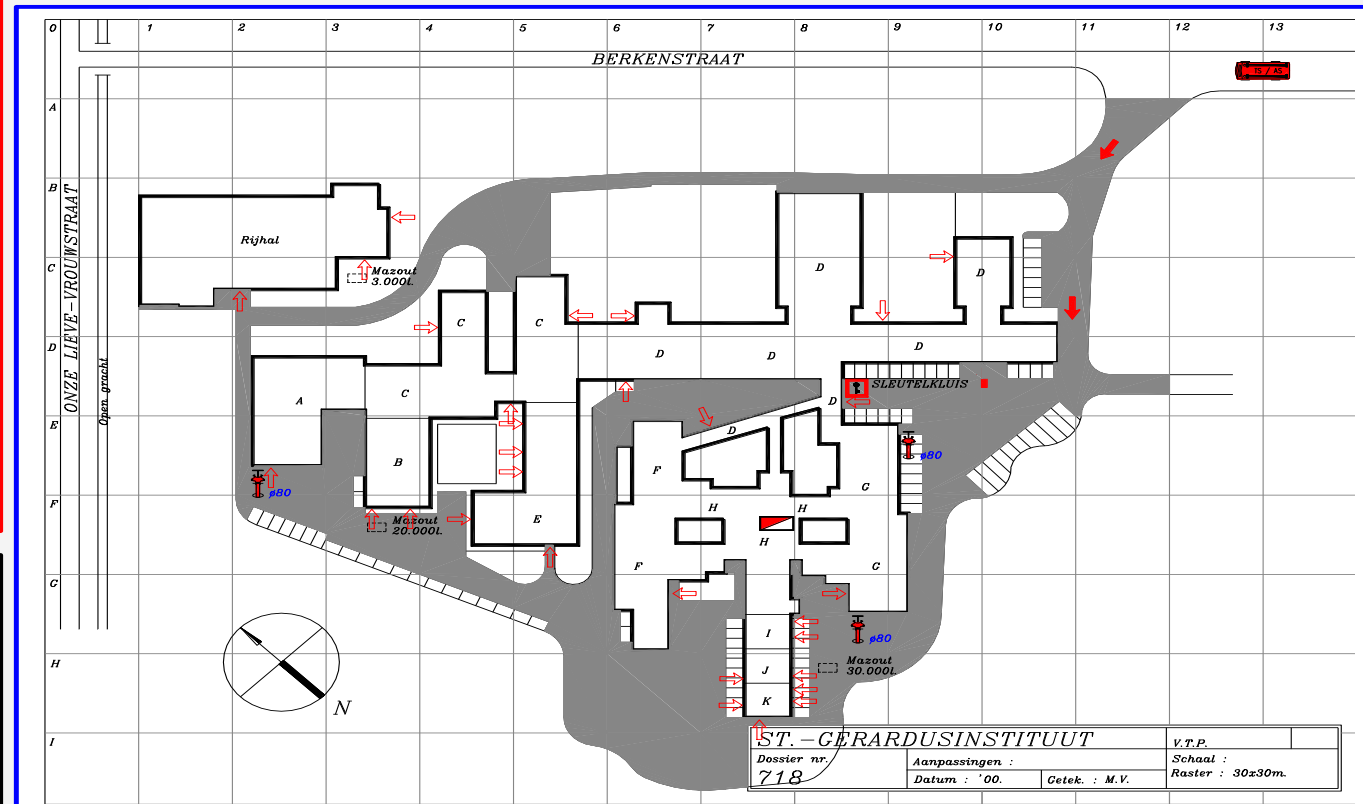 0 1 2 3 4 5 6 7 8 9 10 11 12 13
BERKENSTRAAT
TS / AS
A
B
ONZE LIEVE-VROUWSTRAAT
Rijhal
C
Mazout
3.000l.
D
D
C
C
D
D
D
D
Open gracht
C
SLEUTELKLUIS
A
D
E
D
B
F
G
ø80
ø80
F
H
H
Mazout
20.000l.
E
H
F
G
G
I
ø80
H
J
Mazout
30.000l.
K
N
I
ST.-GERARDUSINSTITUUT
V.T.P.
Dossier nr.
718
Aanpassingen :
Datum : '00.
Getek. : M.V.
Schaal :
Raster : 30x30m.